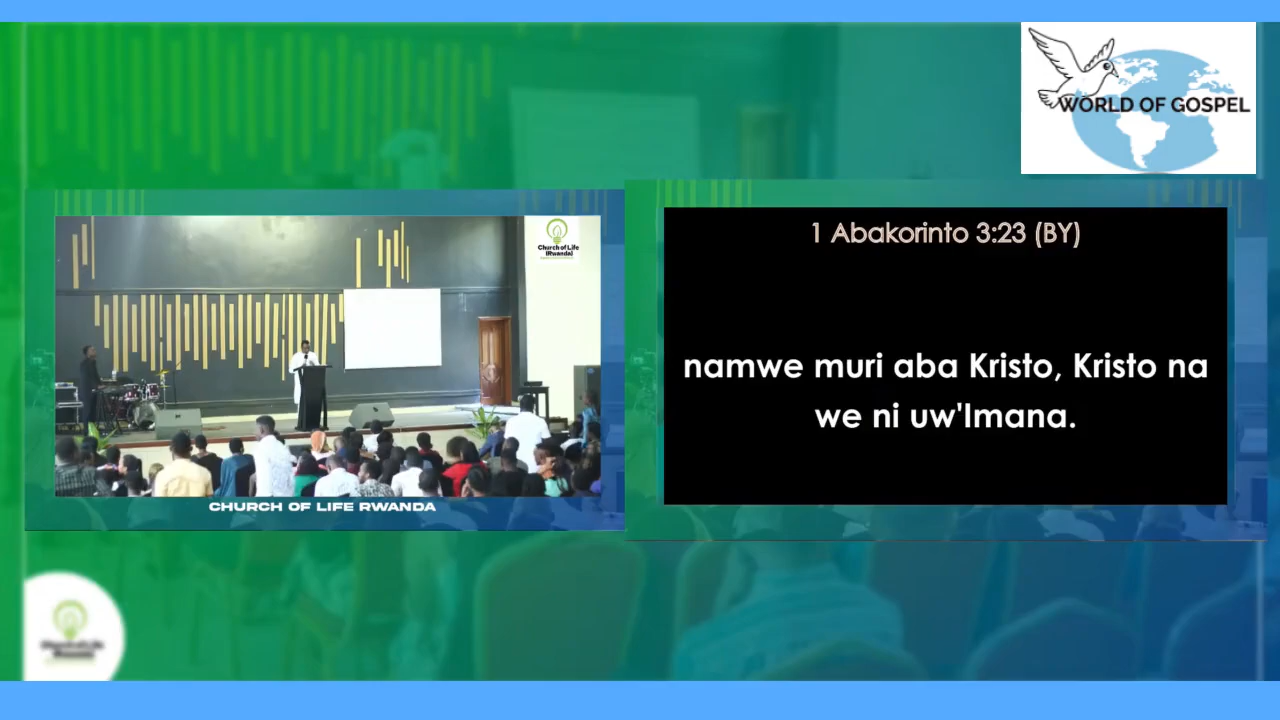 WORLD OF GOSPEL
Church of Life
(Rwanda)
CHURCH OF LIFE RWANDA
1 Abakorinto 3:23 (BY)
namwe muri aba Kristo, Kristo na
we ni uw'Imana.